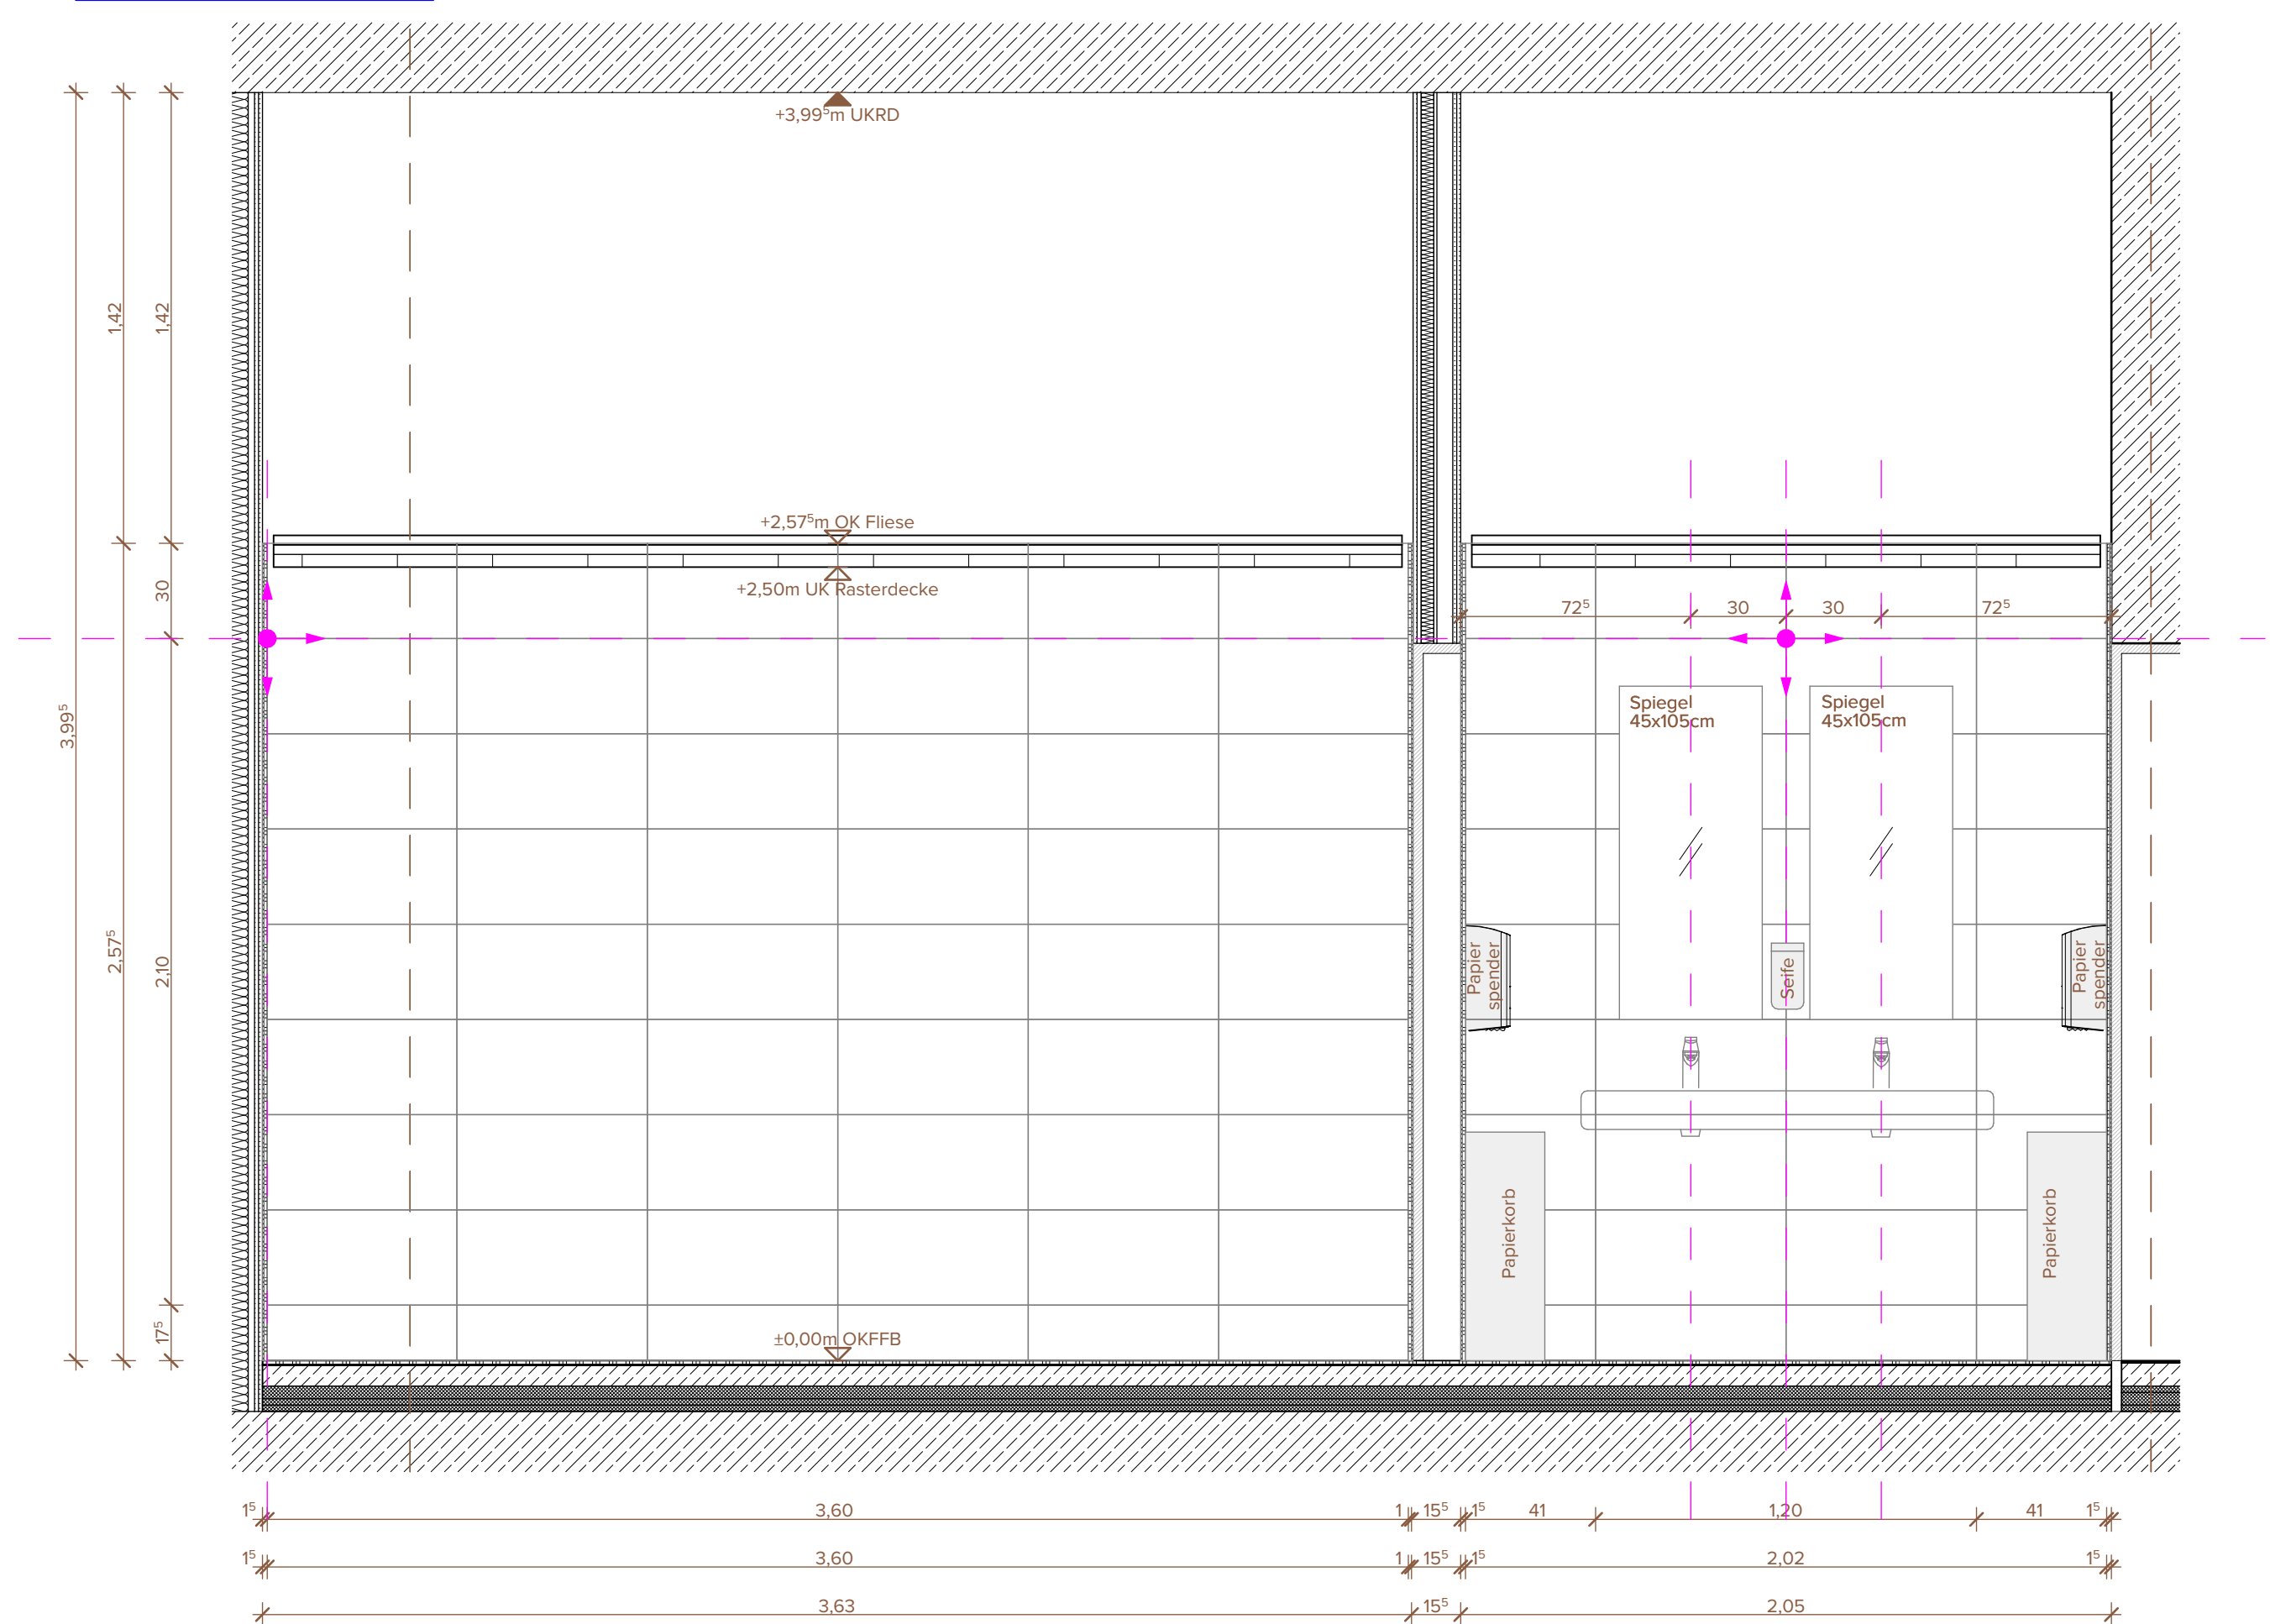 +3,99⁵m UKRD
1,42
1,42
+2,57⁵m OK Fliese
+2,50m UK Rasterdecke
30
72⁵
30
30
72⁵
3,99⁵
Spiegel
45x105cm
Spiegel
45x105cm
2,57⁵
2,10
Papier
spender
Seife
Papier
spender
Papierkorb
Papierkorb
17⁵
±0,00m OKFFB
1⁵ 3,60 1 15⁵ 1⁵ 41 1,20 41 1⁵
1⁵ 3,60 1 15⁵ 1⁵ 2,02 1⁵
3,63 15⁵ 2,05